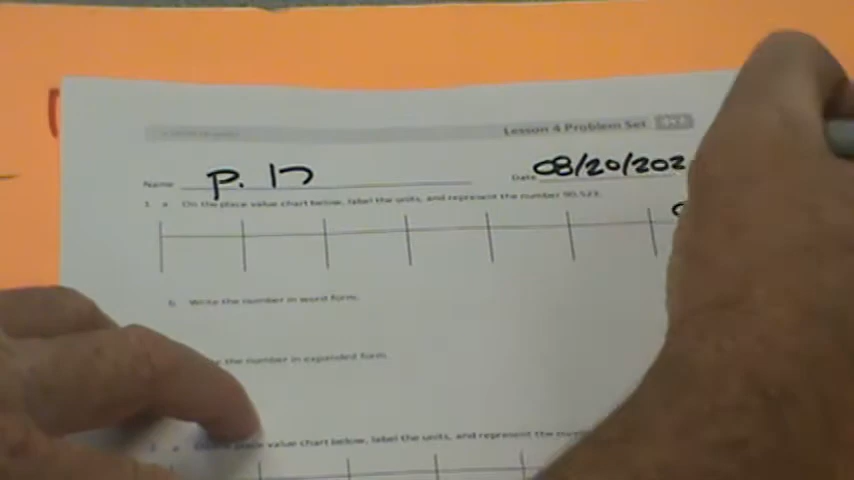 Lesson 4 Problem Set 4•1
Name P. 17 Date 08/20/202
1. a. On the place value chart below, label the units, and represent the number 90,523.
b. Write the number in word form.
the number in expanded form.
a. place value chart below, label the units, and represent the